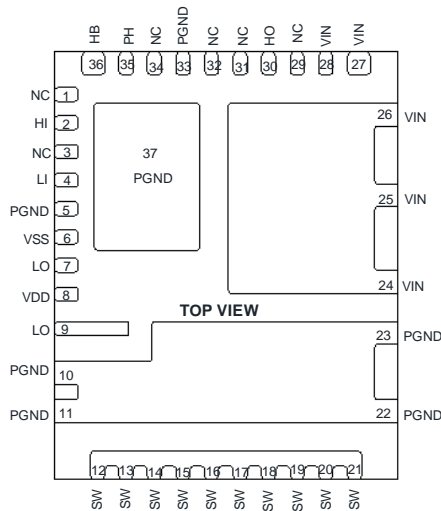 HB PH NC PGND NC NC HO NC VIN VIN
36 35 34 33 32 31 30 29 28 27
NC 1
HI 2
NC 3
LI 4
PGND 5
VSS 6
LO 7
VDD 8
LO 9
PGND 10
PGND 11
37
PGND
26 VIN
25 VIN
24 VIN
TOP VIEW
23 PGND
22 PGND
12 13 14 15 16 17 18 19 20 21
SW SW SW SW SW SW SW SW SW SW